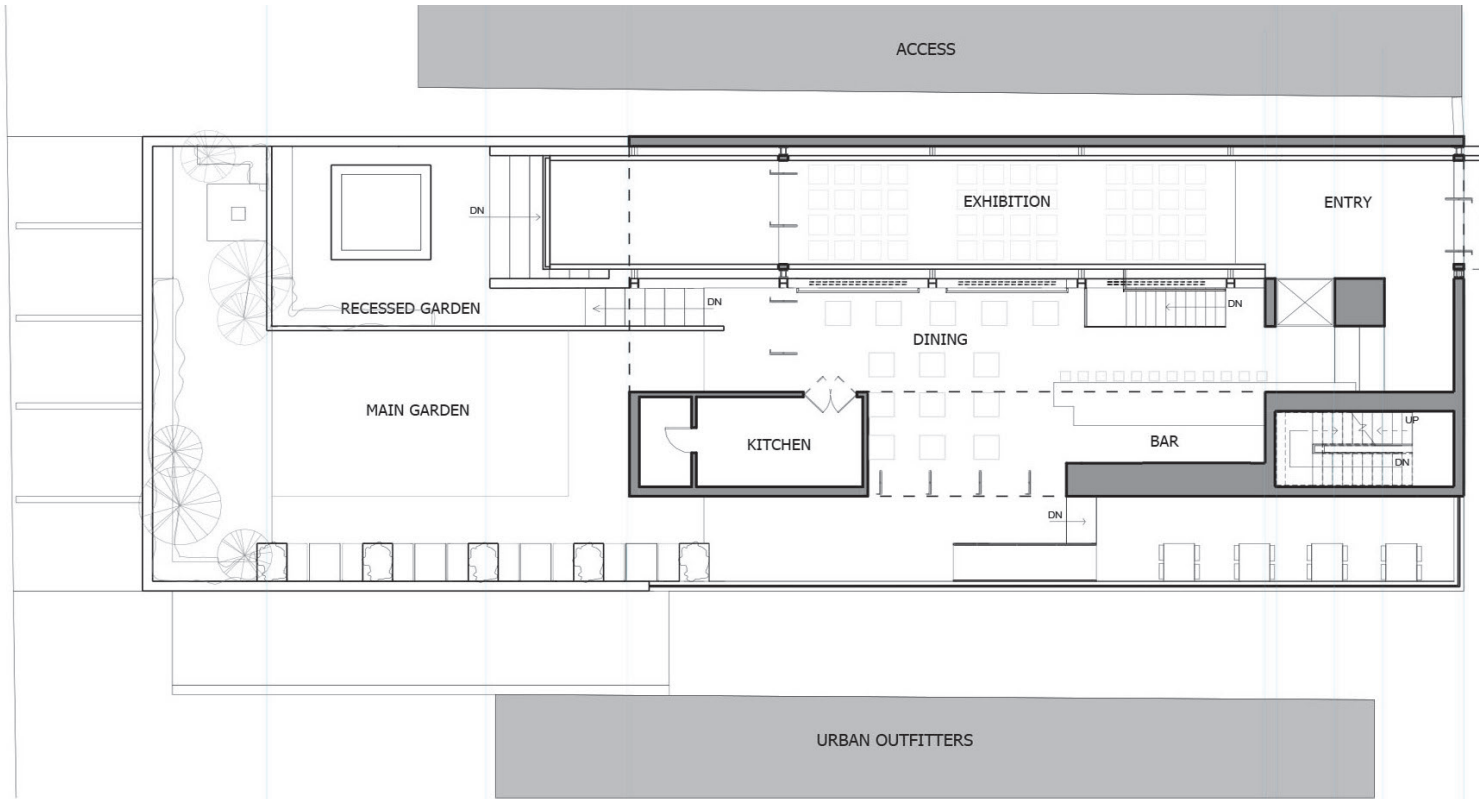 ACCESS
EXHIBITION
ENTRY
DN
RECESSED GARDEN
DN
DN
DINING
MAIN GARDEN
KITCHEN
BAR
UP
DN
DN
URBAN OUTFITTERS